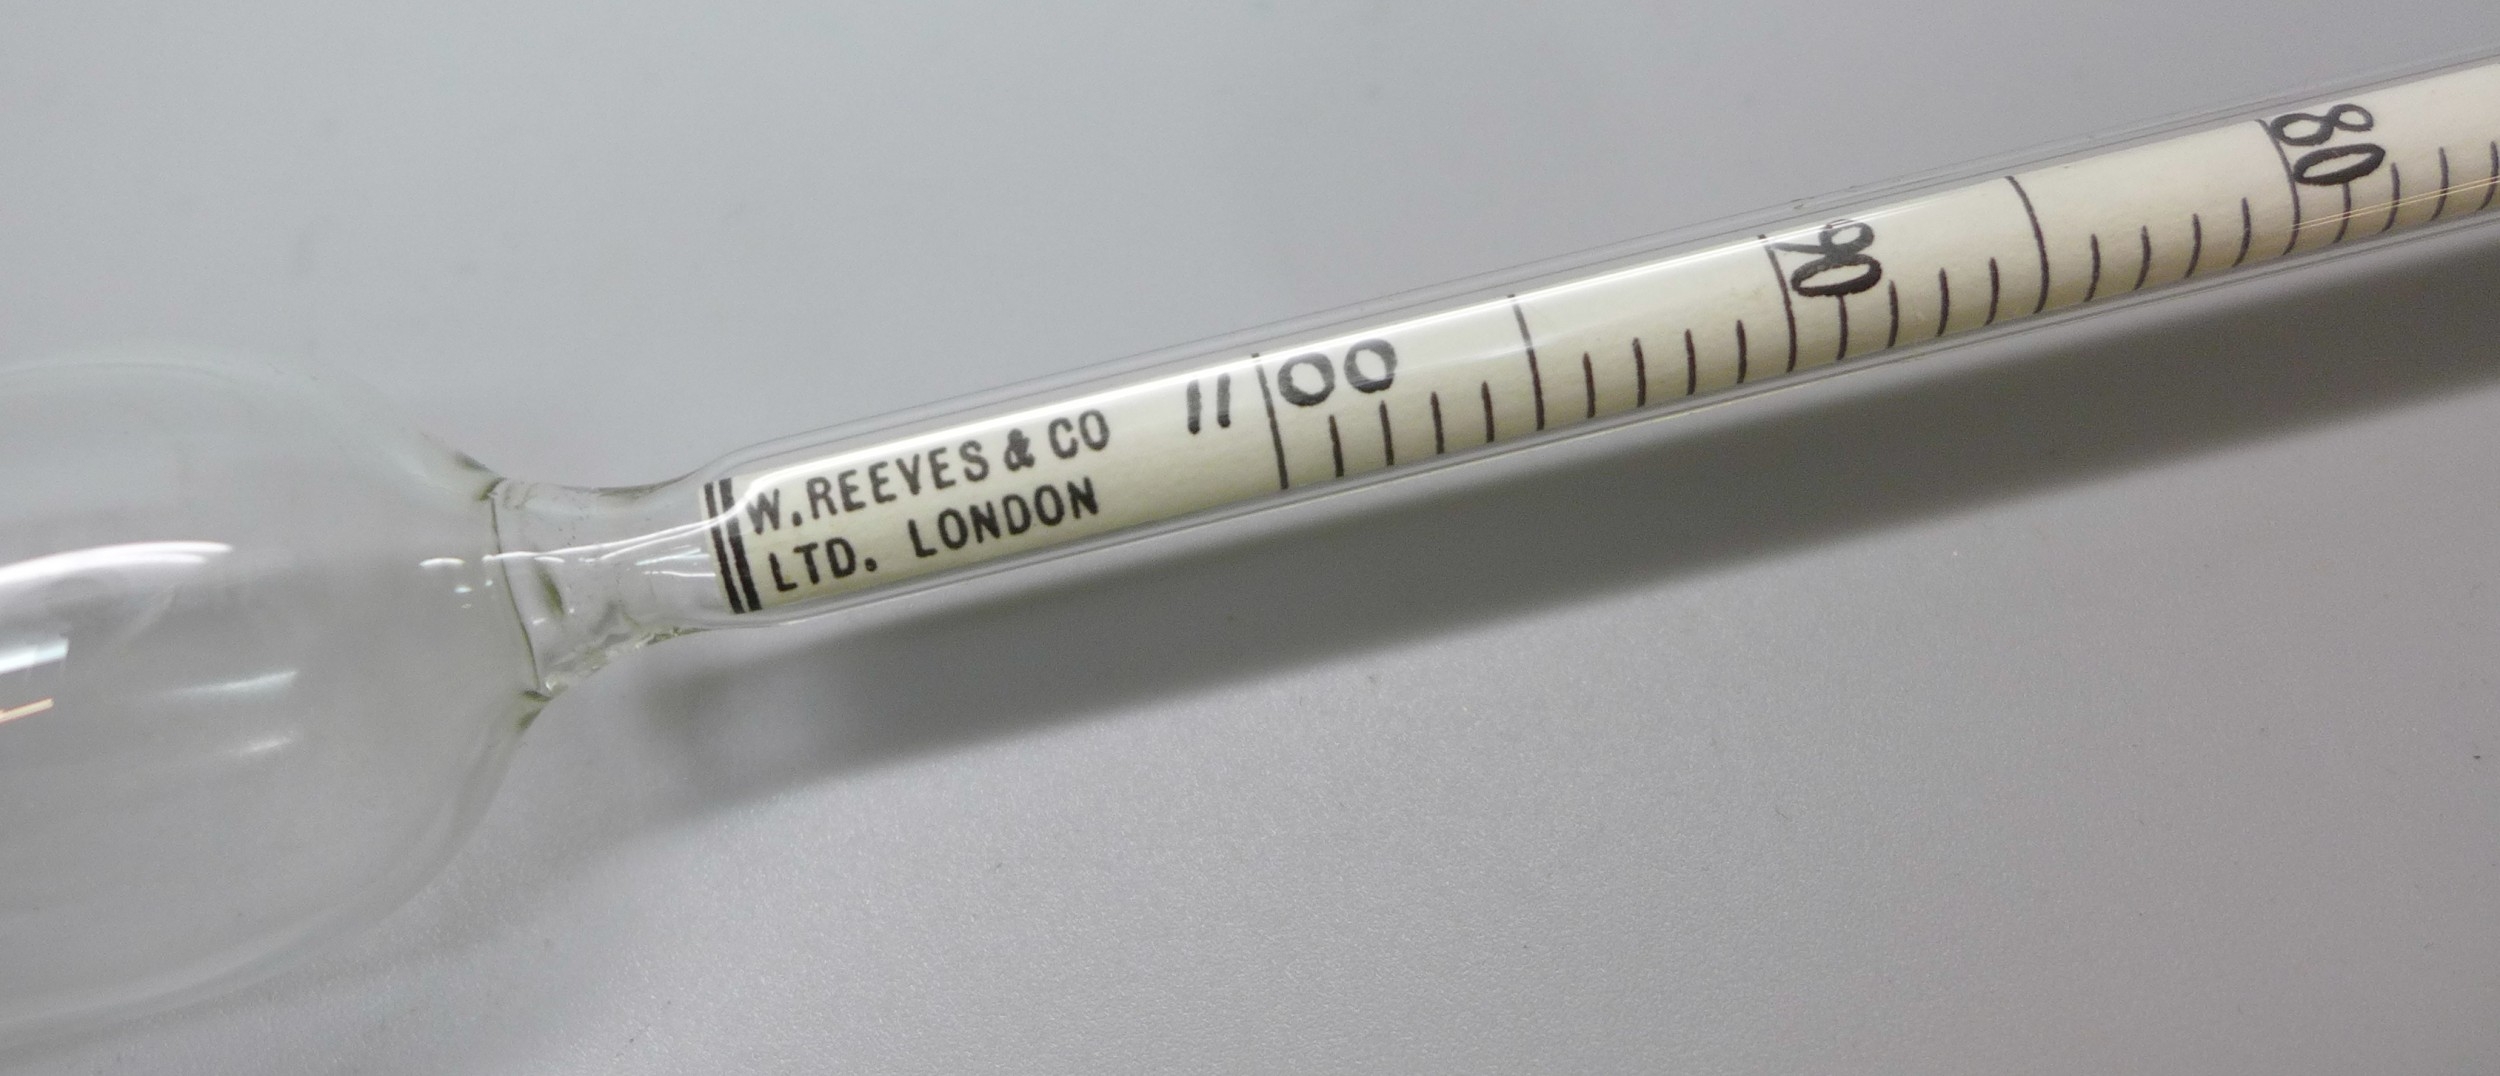 W. REEVES & CO
LTD. LONDON
1100
90
80